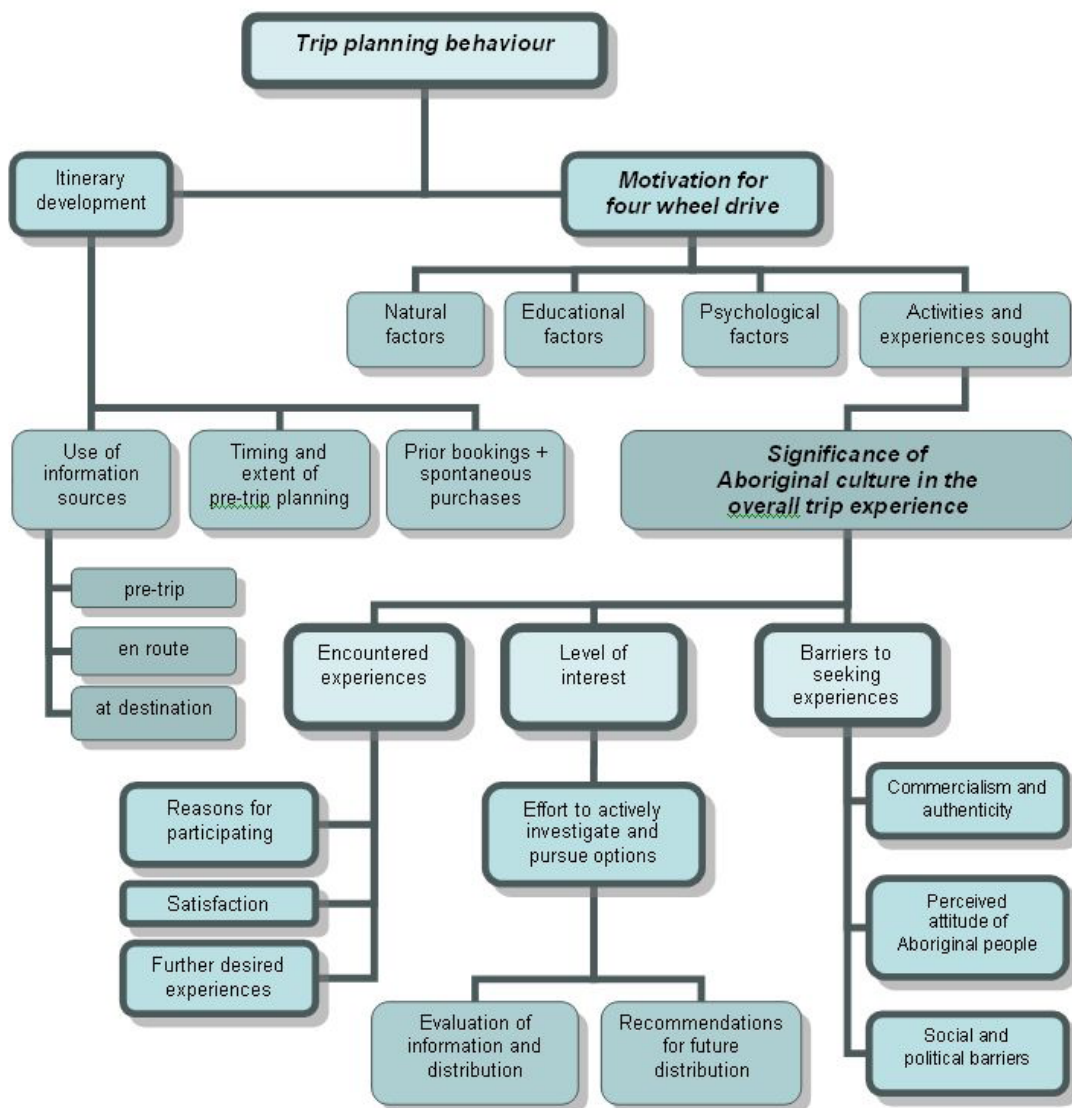 Trip planning behaviour
Itinerary
development
Motivation for
four wheel drive
Natural
factors
Educational
factors
Psychological
factors
Activities and
experiences sought
Use of
information
sources
Timing and
extent of
pre-trip planning
Prior bookings +
spontaneous
purchases
Significance of
Aboriginal culture in the
overall trip experience
pre-trip
en route
at destination
Encountered
experiences
Level of
interest
Barriers to
seeking
experiences
Reasons for
participating
Satisfaction
Further desired
experiences
Effort to actively
investigate and
pursue options
Commercialism and
authenticity
Perceived
attitude of
Aboriginal people
Social and
political barriers
Evaluation of
information and
distribution
Recommendations
for future
distribution